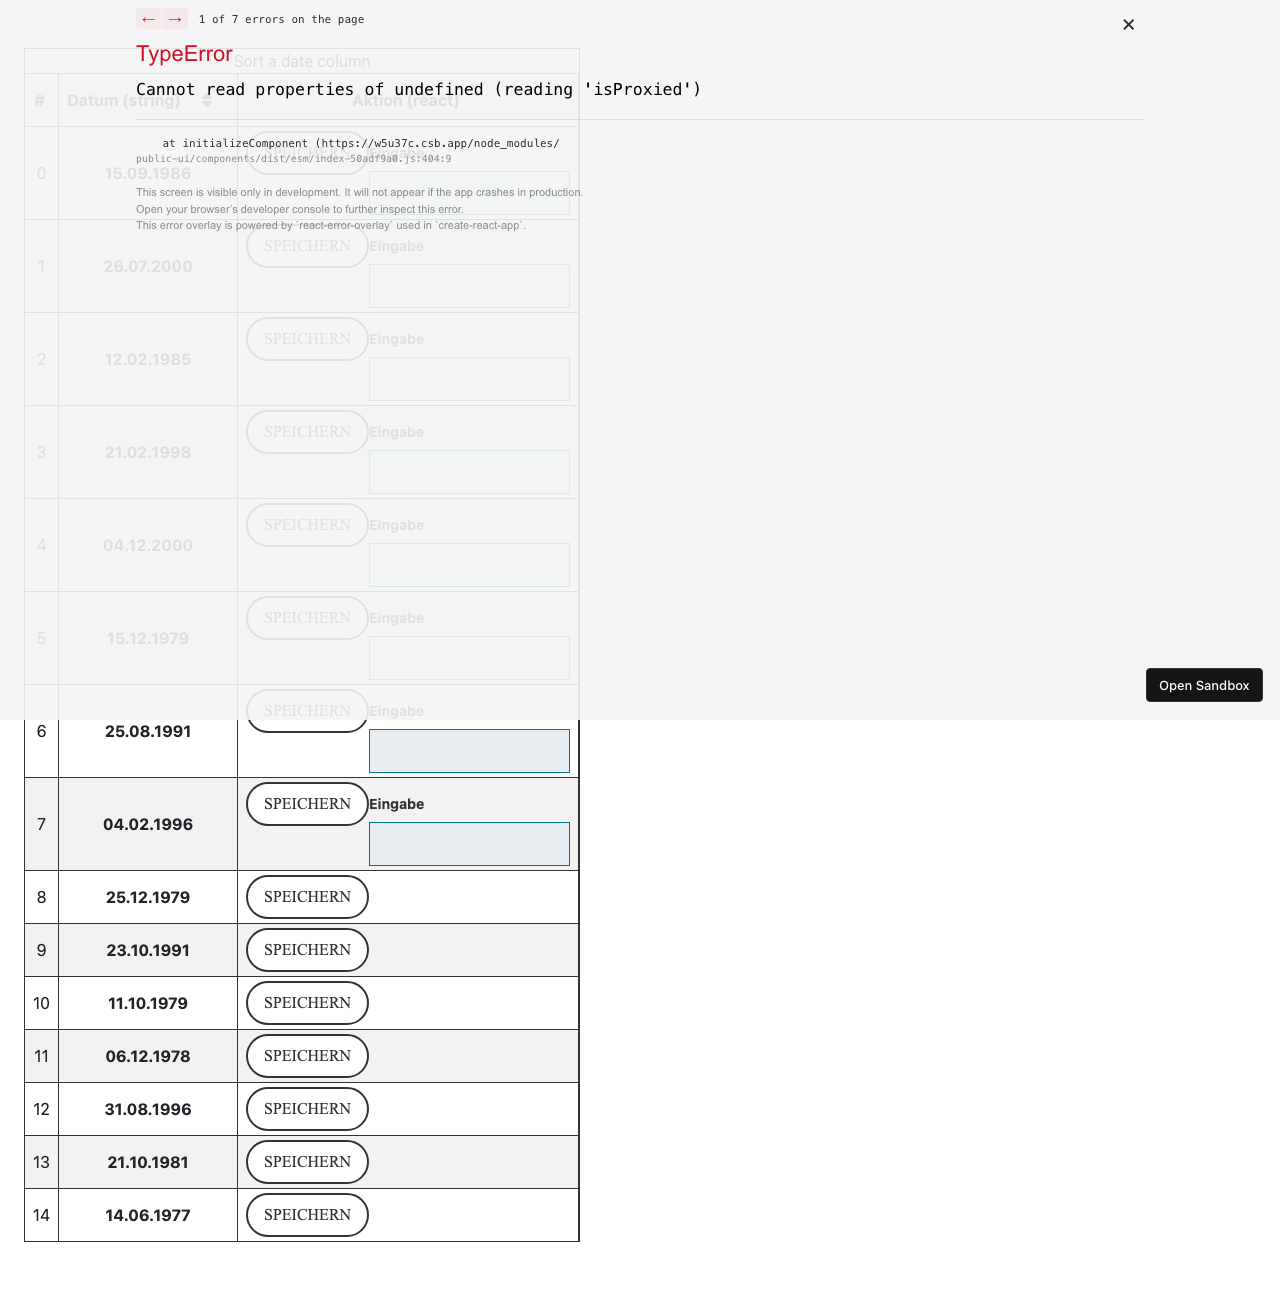 ← → 1 of 7 errors on the page ×
TypeError
Sort a date column
Cannot read properties of undefined (reading 'isProxied')
# Datum (string) Aktion (react)
at initializeComponent (https://w5u37c.csb.app/node_modules/
public-ui/components/dist/esm/index-50adf9a0.js:404:9
0 15.09.1986 SPEICHERN Eingabe
This screen is visible only in development. It will not appear if the app crashes in production.
Open your browser’s developer console to further inspect this error.
This error overlay is powered by `react-error-overlay` used in `create-react-app`.
1 26.07.2000 SPEICHERN Eingabe
2 12.02.1985 SPEICHERN Eingabe
3 21.02.1998 SPEICHERN Eingabe
4 04.12.2000 SPEICHERN Eingabe
5 15.12.1979 SPEICHERN Eingabe
Open Sandbox
6 25.08.1991 SPEICHERN Eingabe
7 04.02.1996 SPEICHERN Eingabe
8 25.12.1979 SPEICHERN
9 23.10.1991 SPEICHERN
10 11.10.1979 SPEICHERN
11 06.12.1978 SPEICHERN
12 31.08.1996 SPEICHERN
13 21.10.1981 SPEICHERN
14 14.06.1977 SPEICHERN